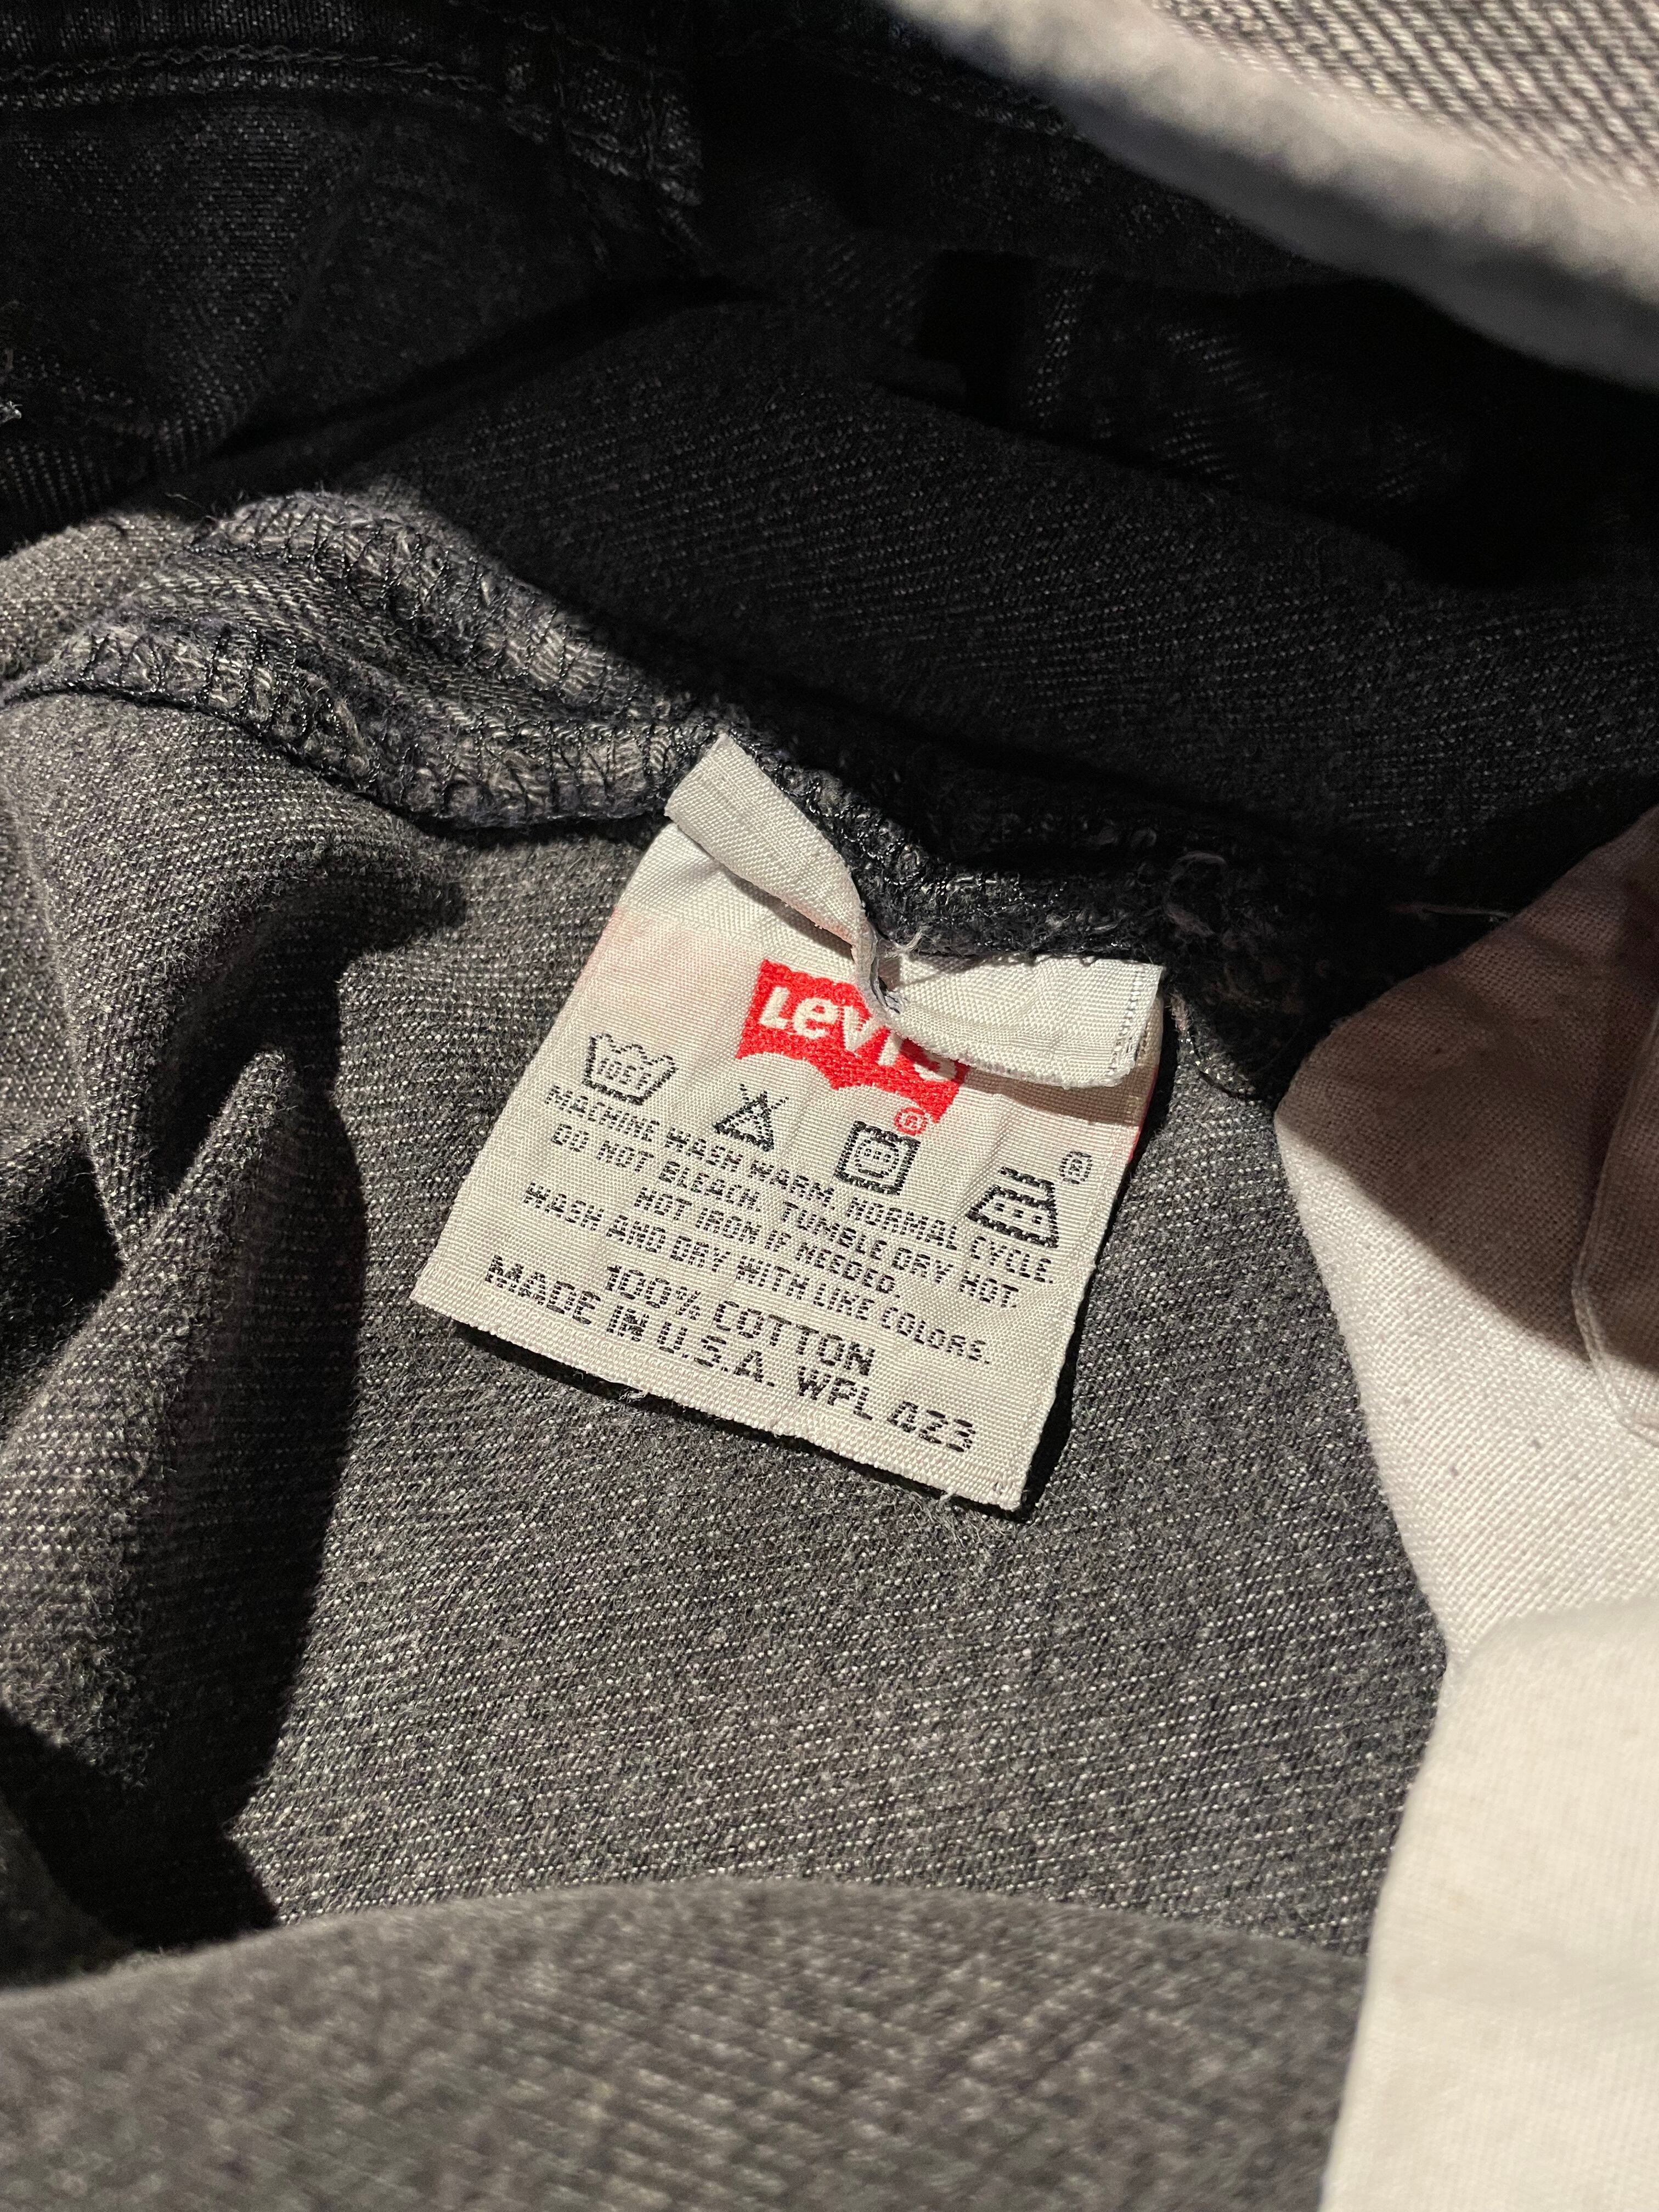 Levi's
®
105F
®
MACHINE WASH WARM, NORMAL CYCLE.
DO NOT BLEACH. TUMBLE DRY HOT.
HOT IRON IF NEEDED.
WASH AND DRY WITH LIKE COLORS.
100% COTTON
MADE IN U.S.A. WPL 423